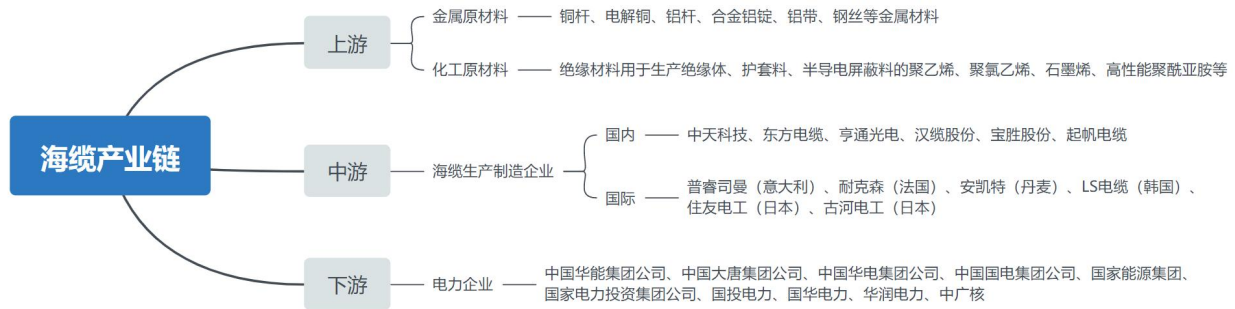 海缆产业链
上游
金属原材料
铜杆、电解铜、铝杆、合金铝锭、铝带、钢丝等金属材料
化工原材料
绝缘材料用于生产绝缘体、护套料、半导电屏蔽料的聚乙烯、聚氯乙烯、石墨烯、高性能聚酰亚胺等
中游
海缆生产制造企业
国内
中天科技、东方电缆、亨通光电、汉缆股份、宝胜股份、起帆电缆
国际
普睿司曼（意大利）、耐克森（法国）、安凯特（丹麦）、LS电缆（韩国）、
住友电工（日本）、古河电工（日本）
下游
电力企业
中国华能集团公司、中国大唐集团公司、中国华电集团公司、中国国电集团公司、国家能源集团、
国家电力投资集团公司、国投电力、国华电力、华润电力、中广核